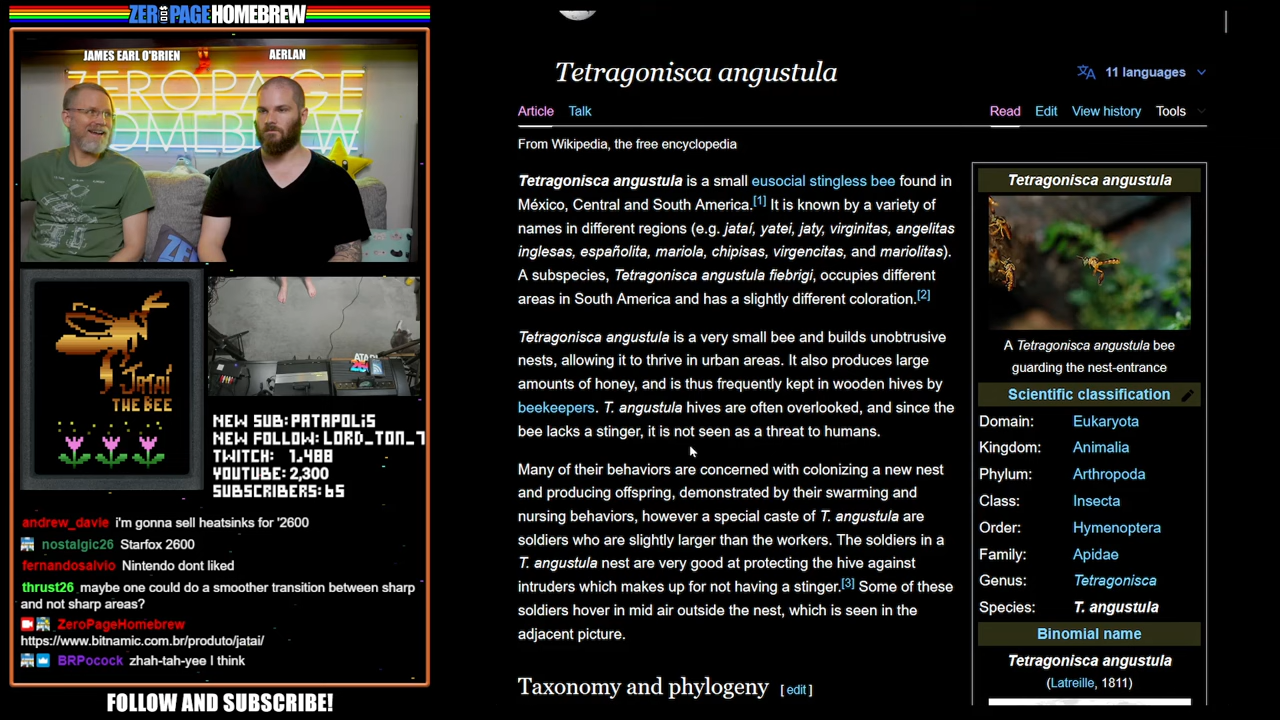 ZEROPAGE HOMEBREW
JAMES EARL O'BRIEN
AERLAN
ZEROPAGE
HOMEBREW
JATAÍ
THE BEE
NEW SUB: PATAPOLIS
NEW FOLLOW: LORD_TON_7
TWITCH: 1,488
YOUTUBE: 2,300
SUBSCRIBERS: 65
andrew_davie i'm gonna sell heatsinks for '2600
nostalgic26 Starfox 2600
fernandosalvio Nintendo dont liked
thrust26 maybe one could do a smoother transition between sharp
and not sharp areas?
ZeroPageHomebrew
https://www.bitnamic.com.br/produto/jatai/
BRPocock zhah-tah-yee I think
FOLLOW AND SUBSCRIBE!
Tetragonisca angustula
11 languages
Article Talk
Read Edit View history Tools
From Wikipedia, the free encyclopedia
Tetragonisca angustula is a small eusocial stingless bee found in
México, Central and South America.[1] It is known by a variety of
names in different regions (e.g. jataí, yatei, jaty, virginitas, angelitas
inglesas, españolita, mariola, chipisas, virgencitas, and mariolitas).
A subspecies, Tetragonisca angustula fiebrigi, occupies different
areas in South America and has a slightly different coloration.[2]
Tetragonisca angustula is a very small bee and builds unobtrusive
nests, allowing it to thrive in urban areas. It also produces large
amounts of honey, and is thus frequently kept in wooden hives by
beekeepers. T. angustula hives are often overlooked, and since the
bee lacks a stinger, it is not seen as a threat to humans.
Many of their behaviors are concerned with colonizing a new nest
and producing offspring, demonstrated by their swarming and
nursing behaviors, however a special caste of T. angustula are
soldiers who are slightly larger than the workers. The soldiers in a
T. angustula nest are very good at protecting the hive against
intruders which makes up for not having a stinger.[3] Some of these
soldiers hover in mid air outside the nest, which is seen in the
adjacent picture.
Taxonomy and phylogeny [ edit ]
Tetragonisca angustula
A Tetragonisca angustula bee
guarding the nest-entrance
Scientific classification
Domain: Eukaryota
Kingdom: Animalia
Phylum: Arthropoda
Class: Insecta
Order: Hymenoptera
Family: Apidae
Genus: Tetragonisca
Species: T. angustula
Binomial name
Tetragonisca angustula
(Latreille, 1811)